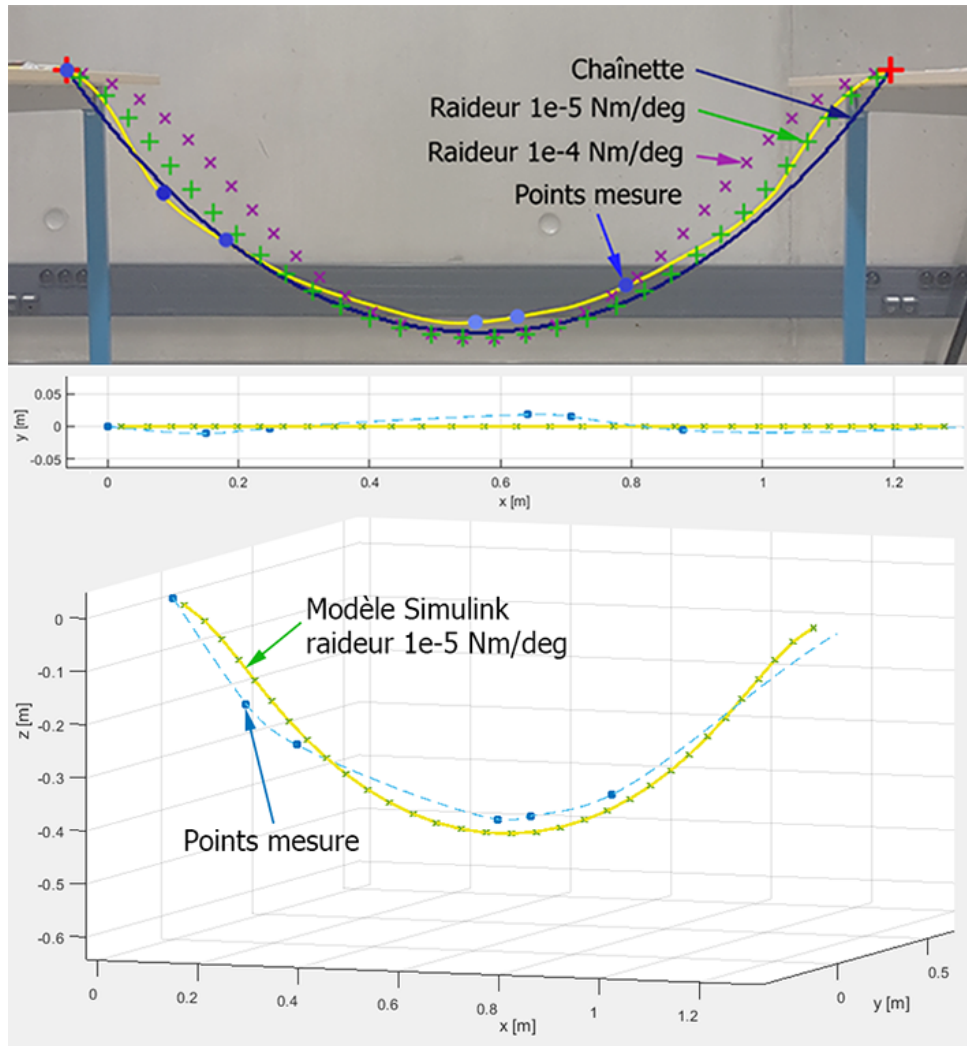 Chaînette
Raideur 1e-5 Nm/deg
Raideur 1e-4 Nm/deg
Points mesure
0.05
0
-0.05
y [m]
0 0.2 0.4 0.6 0.8 1 1.2
x [m]
Modèle Simulink
raideur 1e-5 Nm/deg
Points mesure
0
-0.1
-0.2
-0.3
-0.4
-0.5
-0.6
z [m]
0 0.2 0.4 0.6 0.8 1 1.2
x [m]
0 0.5
y [m]